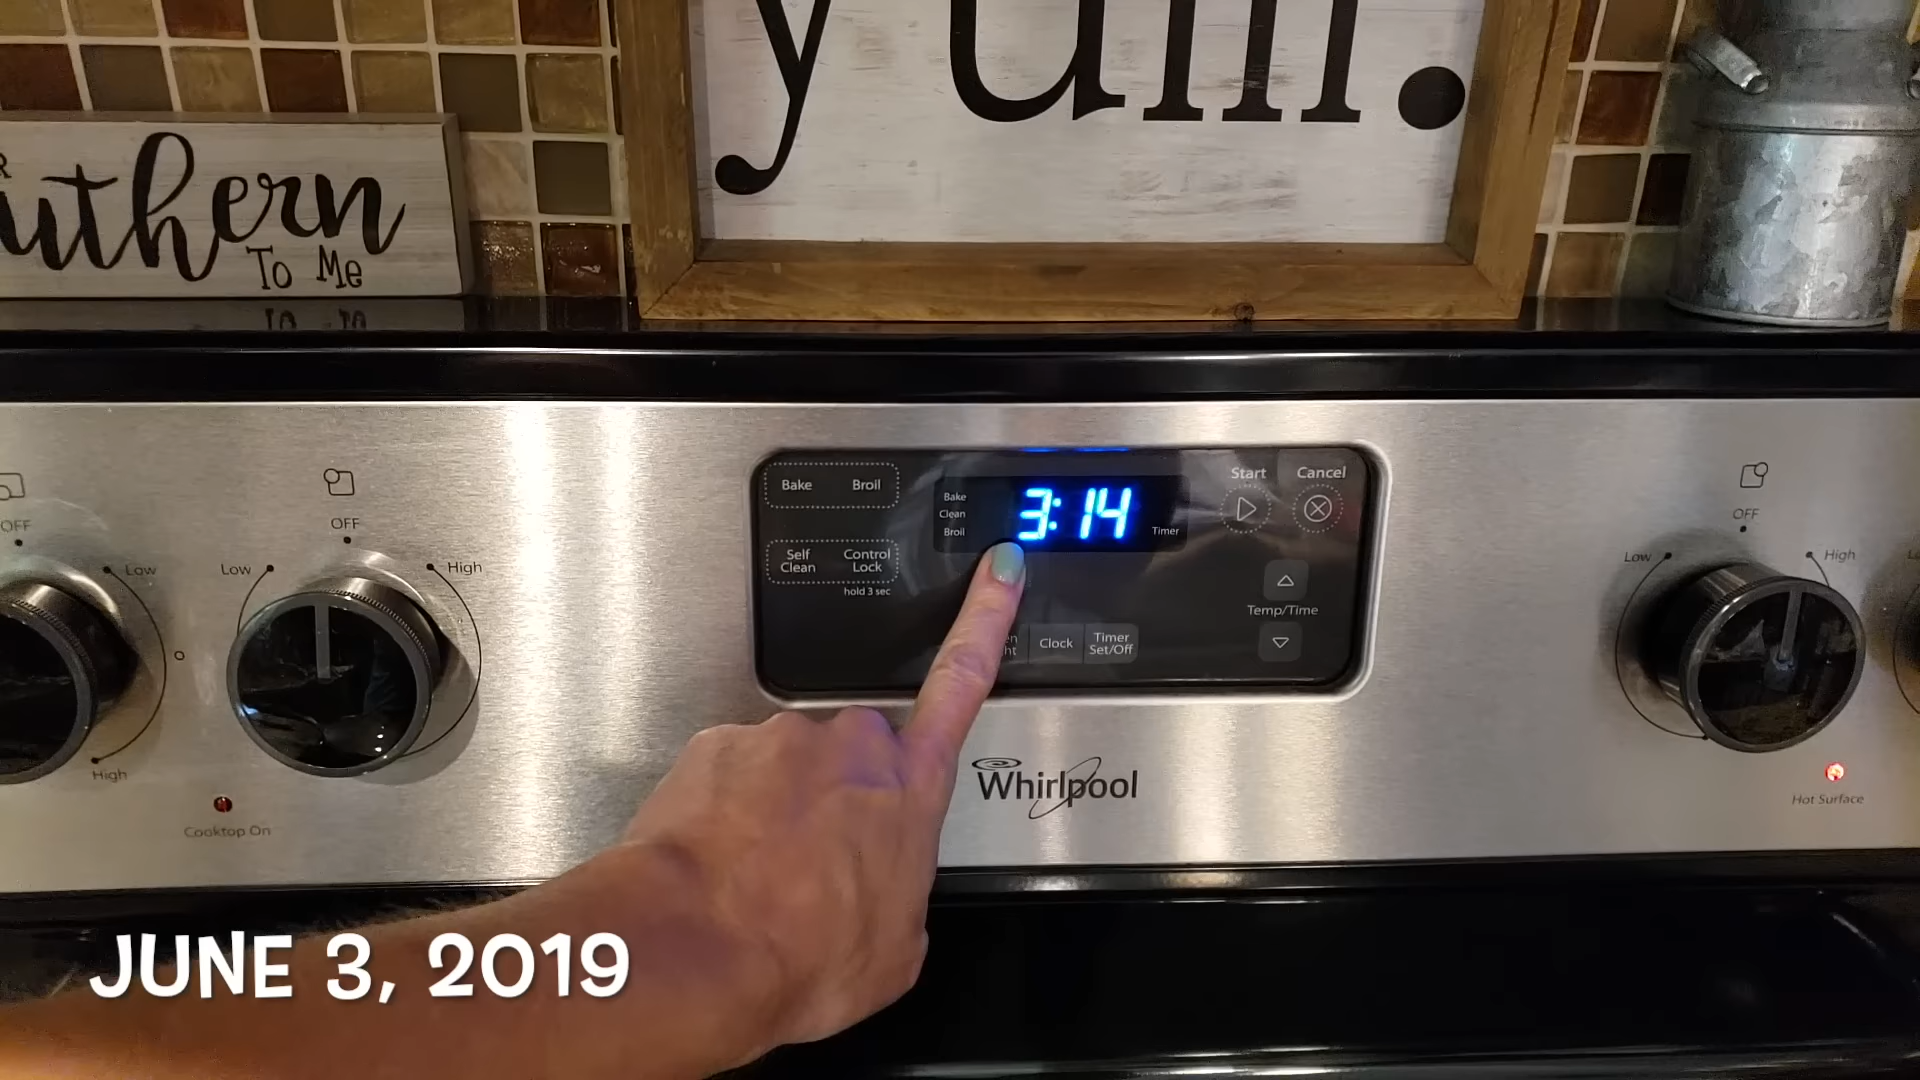 yum.
uthern
To Me
Bake
Broil
Start
Cancel
Bake
Clean
Broil
3:14
Timer
Self
Clean
Control
Lock
hold 3 sec
Temp/Time
Clock
Timer
Set/Off
OFF
Low
High
OFF
Low
High
OFF
Low
High
Whirlpool
Cooktop On
Hot Surface
JUNE 3, 2019